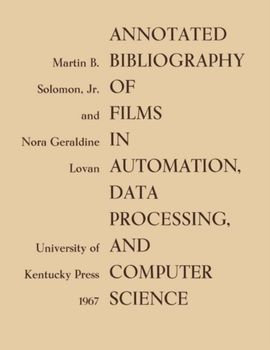 ANNOTATED
Martin B. BIBLIOGRAPHY
Solomon, Jr. OF
and FILMS
Nora Geraldine IN
Lovan AUTOMATION,
DATA
PROCESSING,
University of AND
Kentucky Press COMPUTER
1967 SCIENCE